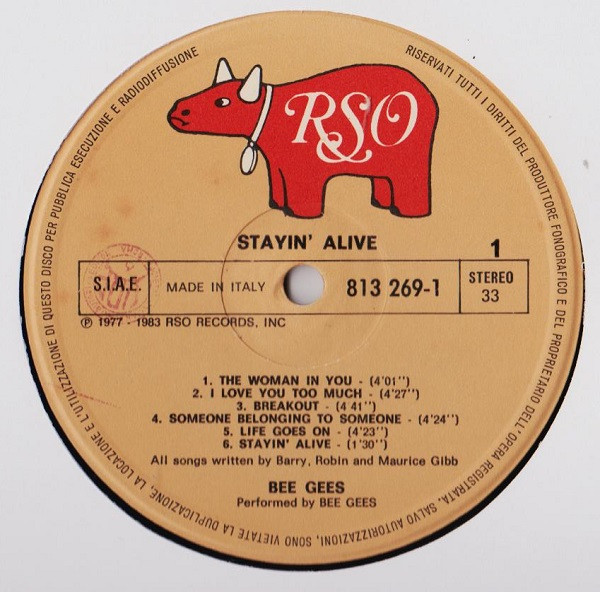 RISERVATI TUTTI I DIRITTI DEL PRODUTTORE FONOGRAFICO E DEL PROPRIETARIO DELL'OPERA REGISTRATA, SALVO AUTORIZZAZIONI, SONO VIETATE LA DUPLICAZIONE, LA LOCAZIONE E L'UTILIZZAZIONE DI QUESTO DISCO PER PUBBLICA ESECUZIONE E RADIODIFFUSIONE
RSO
STAYIN' ALIVE
1
S.I.A.E.
MADE IN ITALY
813 269-1
STEREO
33
℗ 1977 - 1983 RSO RECORDS, INC
1. THE WOMAN IN YOU - (4'01'')
2. I LOVE YOU TOO MUCH - (4'27'')
3. BREAKOUT - (4 41'')
4. SOMEONE BELONGING TO SOMEONE - (4'24'')
5. LIFE GOES ON - (4'23'')
6. STAYIN' ALIVE - (1'30'')
All songs written by Barry, Robin and Maurice Gibb
BEE GEES
Performed by BEE GEES